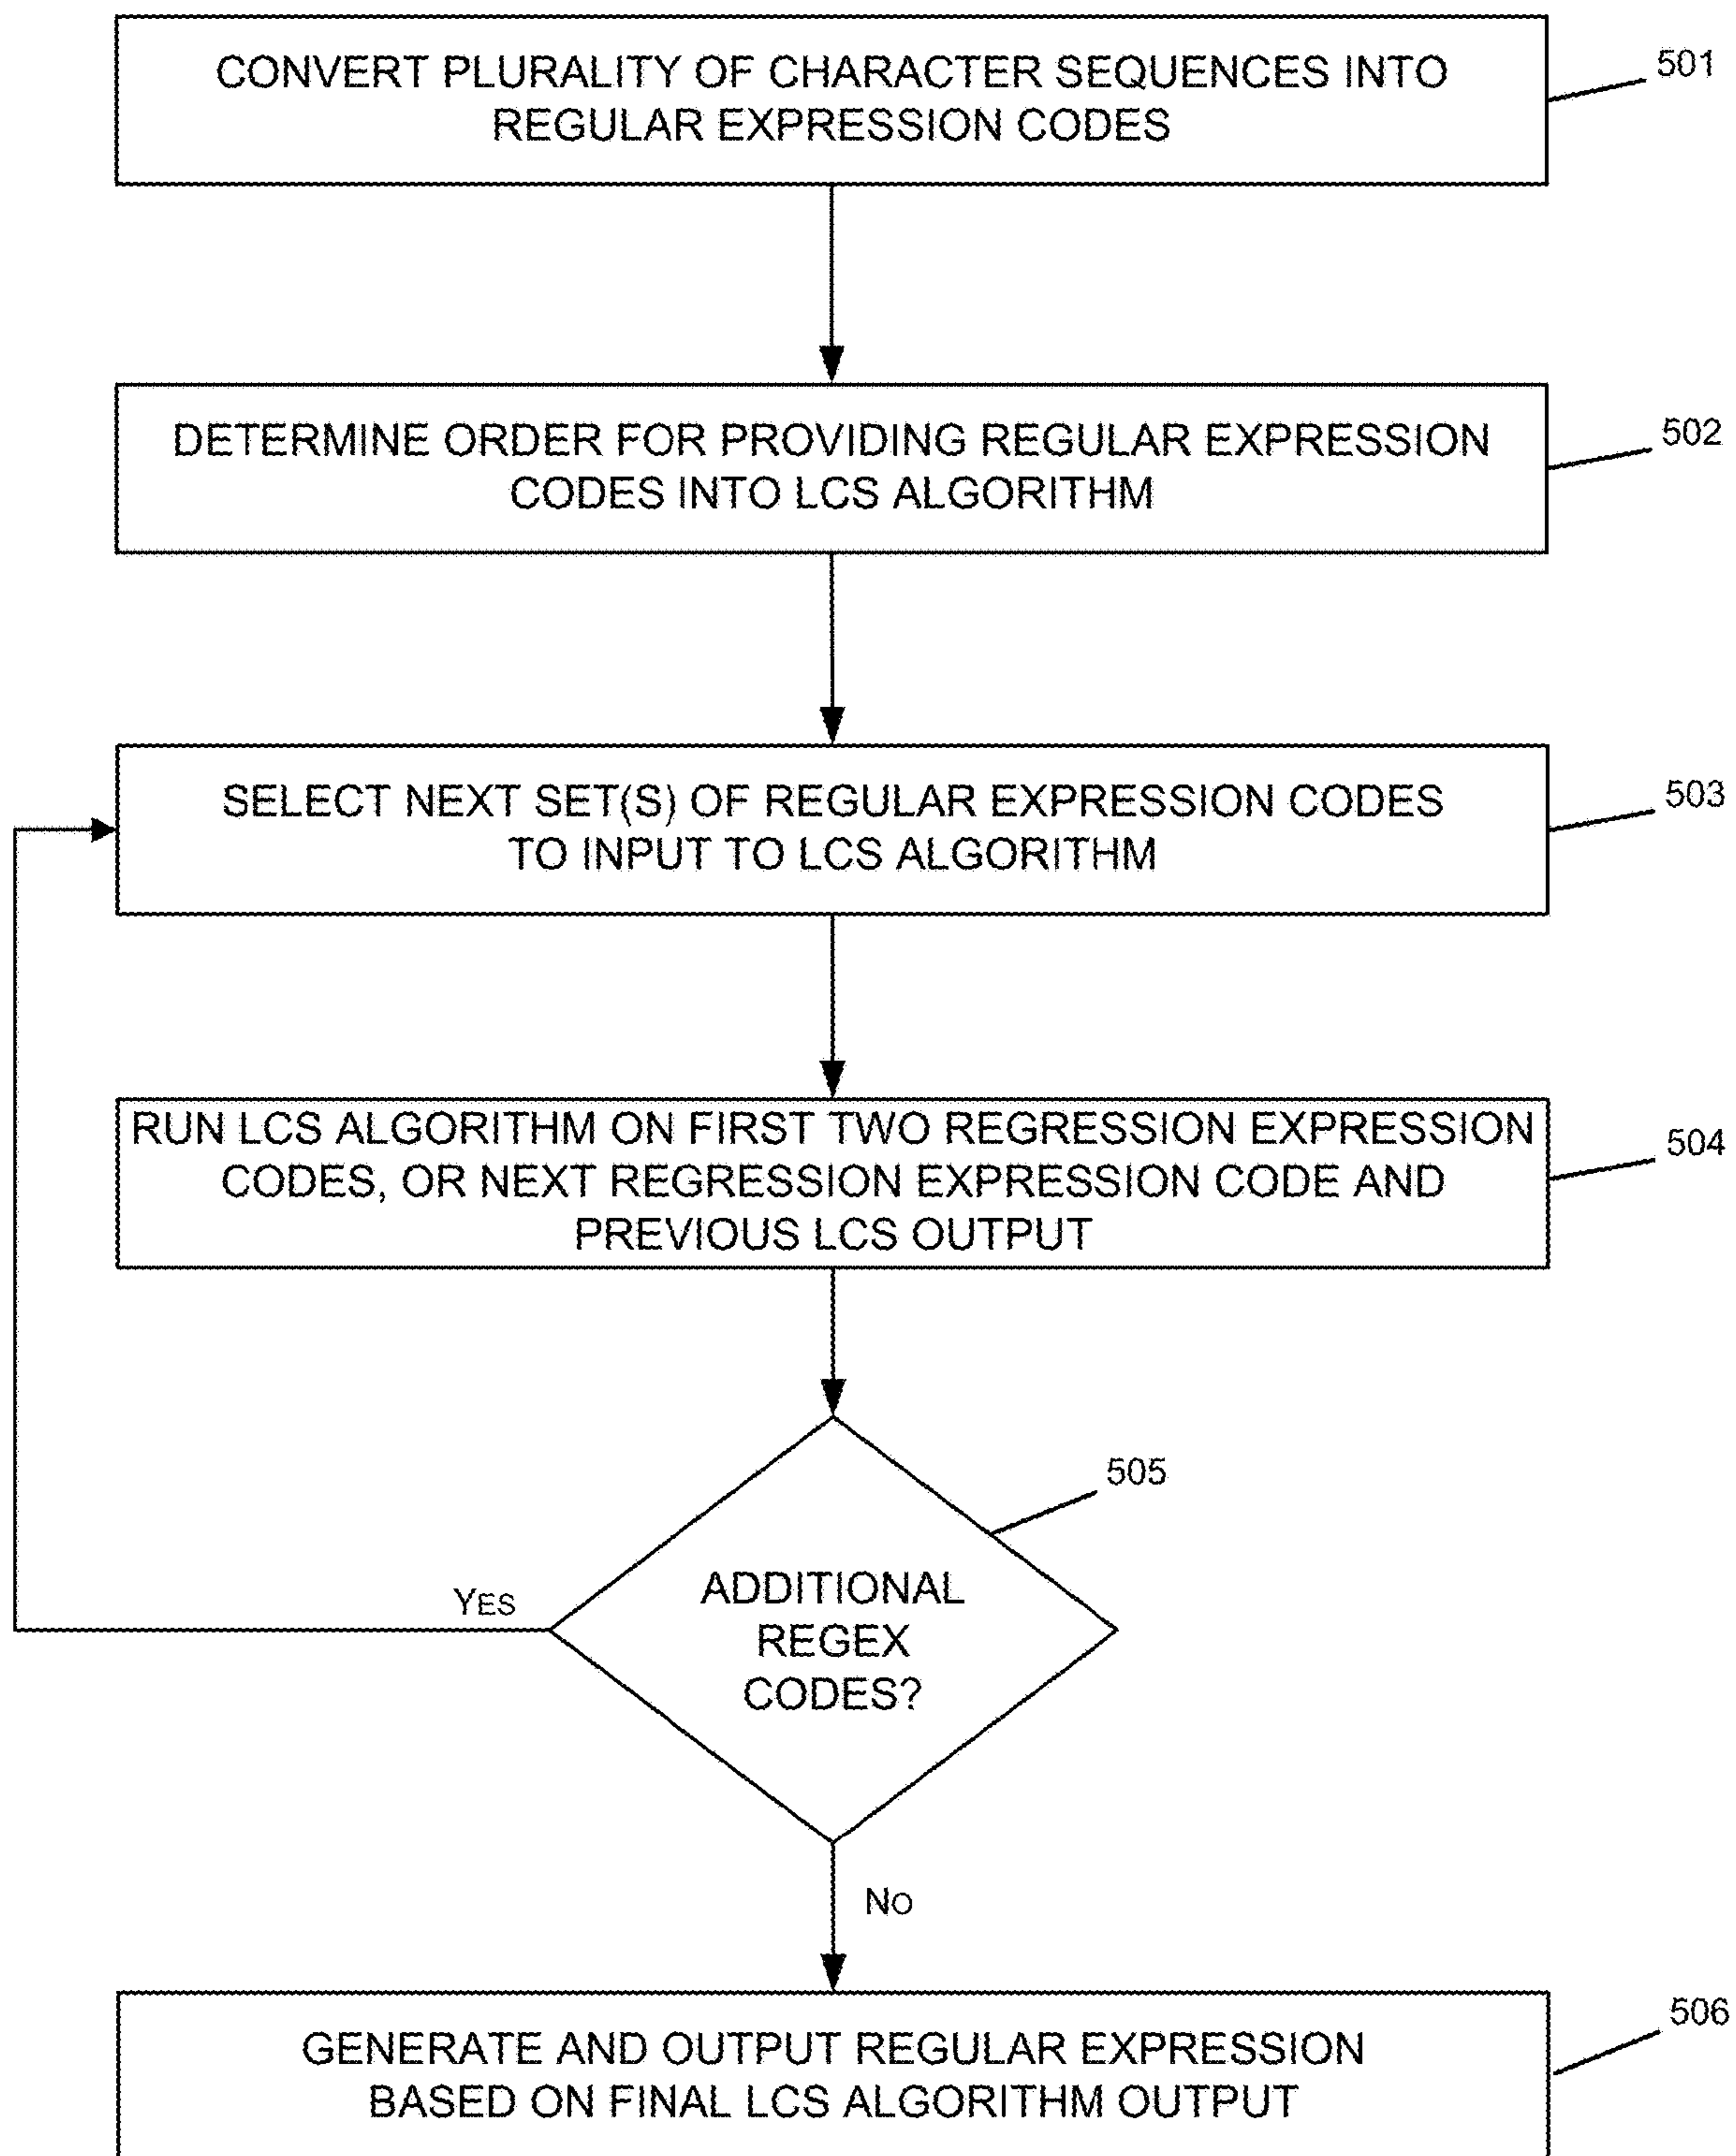 CONVERT PLURALITY OF CHARACTER SEQUENCES INTO
REGULAR EXPRESSION CODES
501
DETERMINE ORDER FOR PROVIDING REGULAR EXPRESSION
CODES INTO LCS ALGORITHM
502
SELECT NEXT SET(S) OF REGULAR EXPRESSION CODES
TO INPUT TO LCS ALGORITHM
503
RUN LCS ALGORITHM ON FIRST TWO REGRESSION EXPRESSION
CODES, OR NEXT REGRESSION EXPRESSION CODE AND
PREVIOUS LCS OUTPUT
504
505
ADDITIONAL
REGEX
CODES?
YES
NO
GENERATE AND OUTPUT REGULAR EXPRESSION
BASED ON FINAL LCS ALGORITHM OUTPUT
506